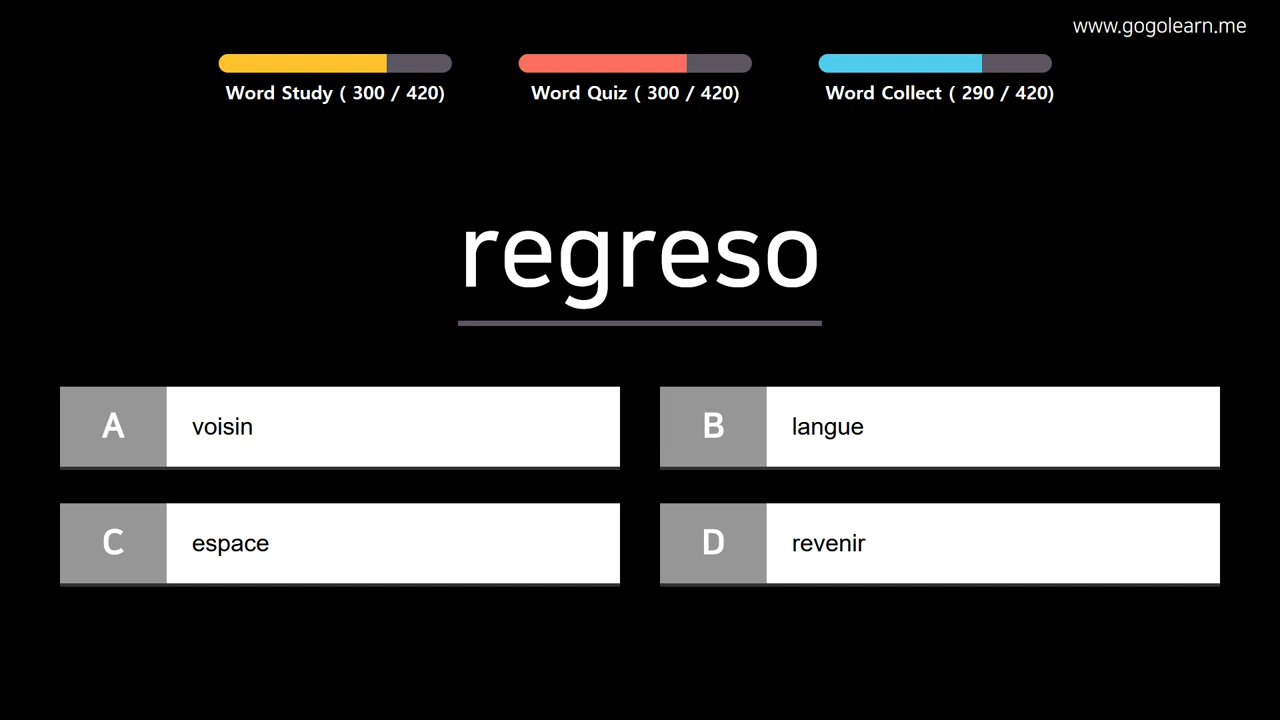 www.gogolearn.me
Word Study ( 300 / 420)
Word Quiz ( 300 / 420)
Word Collect ( 290 / 420)
regreso
A voisin
B langue
C espace
D revenir